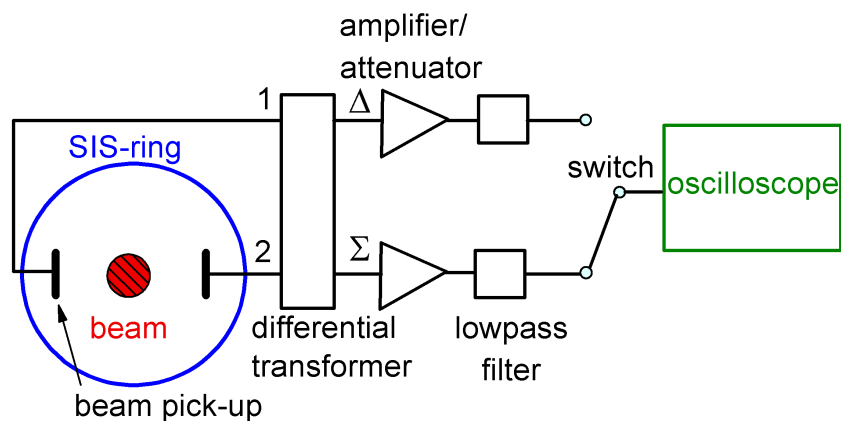 amplifier/
attenuator
1
Δ
SIS-ring
switch
oscilloscope
2
Σ
beam
differential
transformer
lowpass
filter
beam pick-up